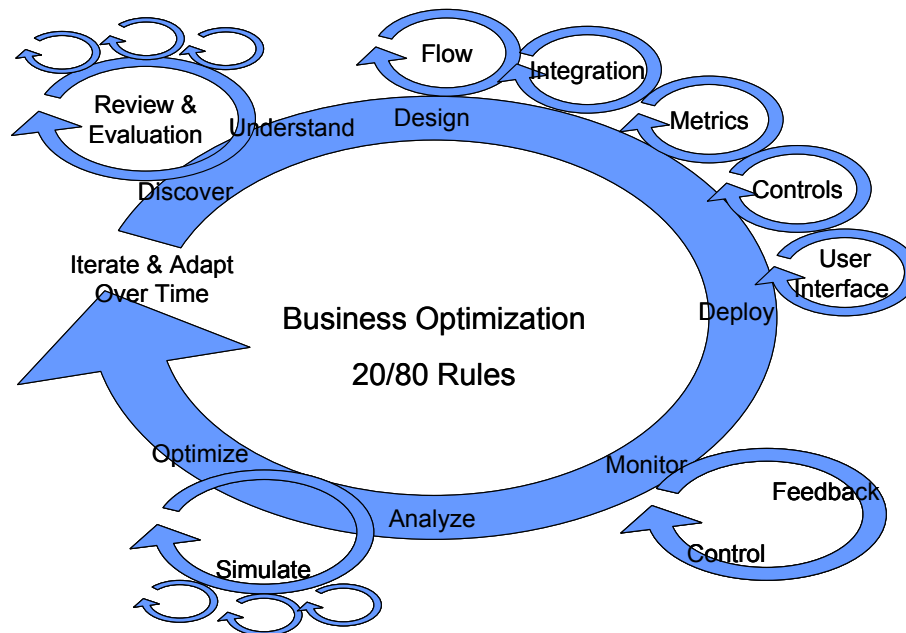 Flow
Integration
Review &
Evaluation
Understand
Design
Metrics
Discover
Controls
Iterate & Adapt
Over Time
User
Interface
Business Optimization
20/80 Rules
Deploy
Optimize
Monitor
Feedback
Analyze
Control
Simulate